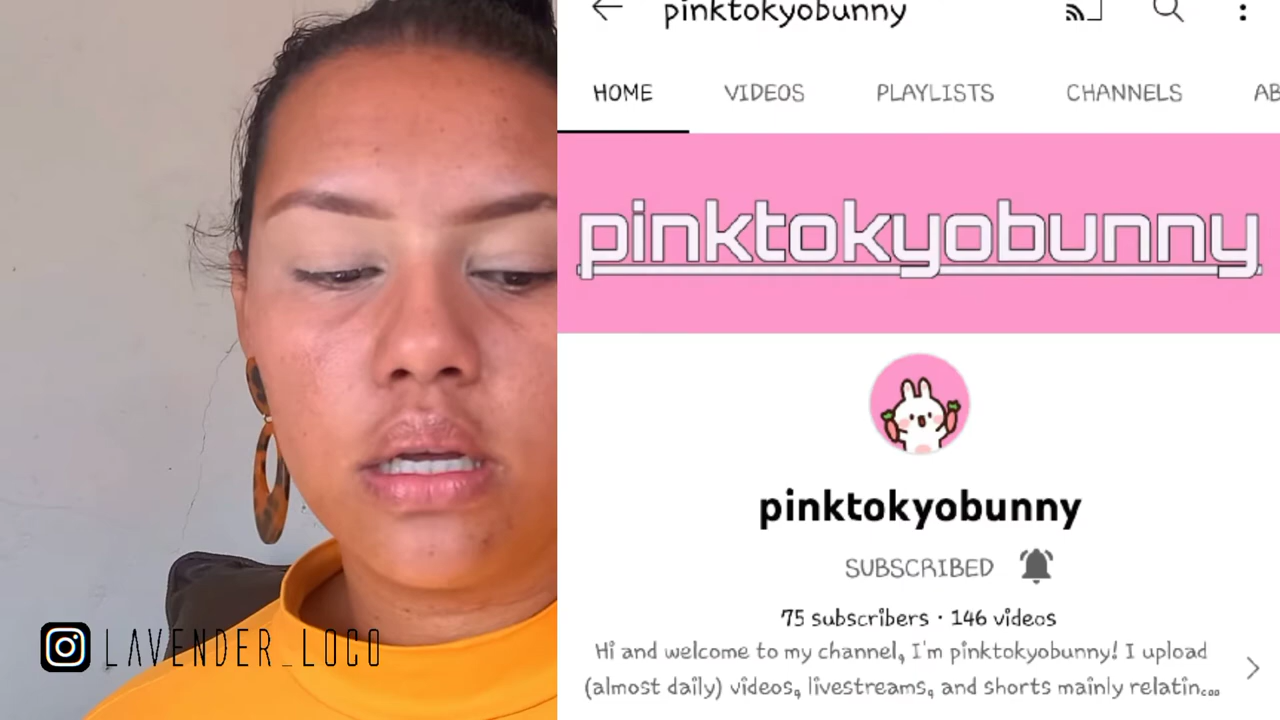 pinktokyobunny
HOME VIDEOS PLAYLISTS CHANNELS AB
pinktokyobunny
pinktokyobunny
SUBSCRIBED
75 subscribers · 146 videos
Hi and welcome to my channel, I'm pinktokyobunny! I upload
(almost daily) videos, livestreams, and shorts mainly relatin...
LAVENDER_LOCO